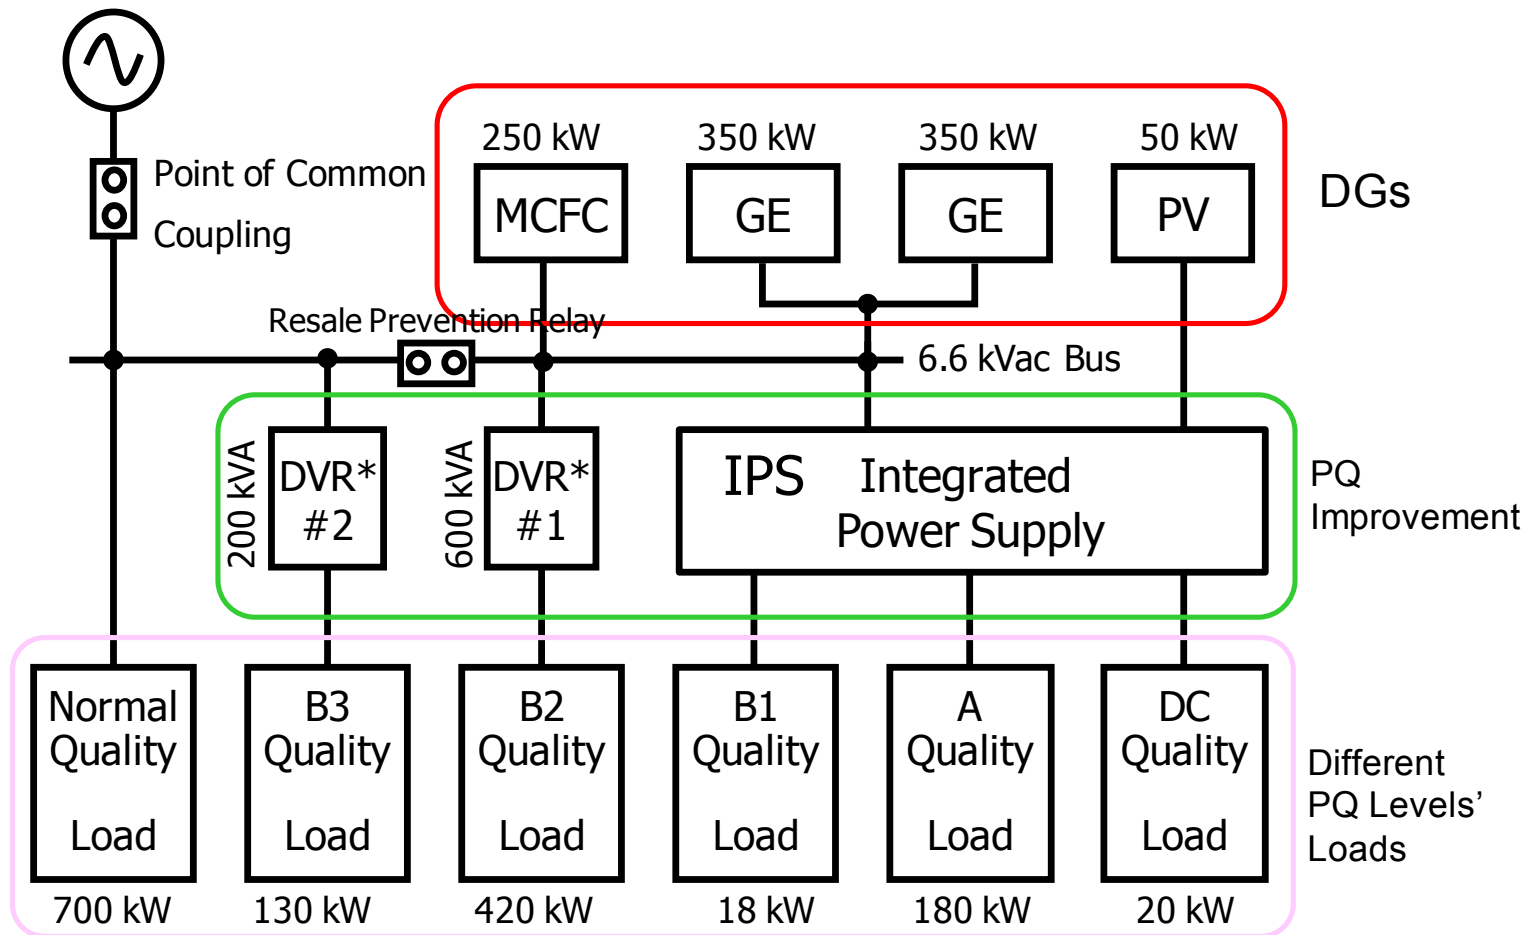 250 kW
350 kW
350 kW
50 kW
Point of Common
Coupling
MCFC
GE
GE
PV
DGs
Resale Prevention Relay
6.6 kVac Bus
200 kVA
DVR*
#2
600 kVA
DVR*
#1
IPS Integrated
Power Supply
PQ
Improvement
Normal
Quality
Load
B3
Quality
Load
B2
Quality
Load
B1
Quality
Load
A
Quality
Load
DC
Quality
Load
Different
PQ Levels’
Loads
700 kW
130 kW
420 kW
18 kW
180 kW
20 kW